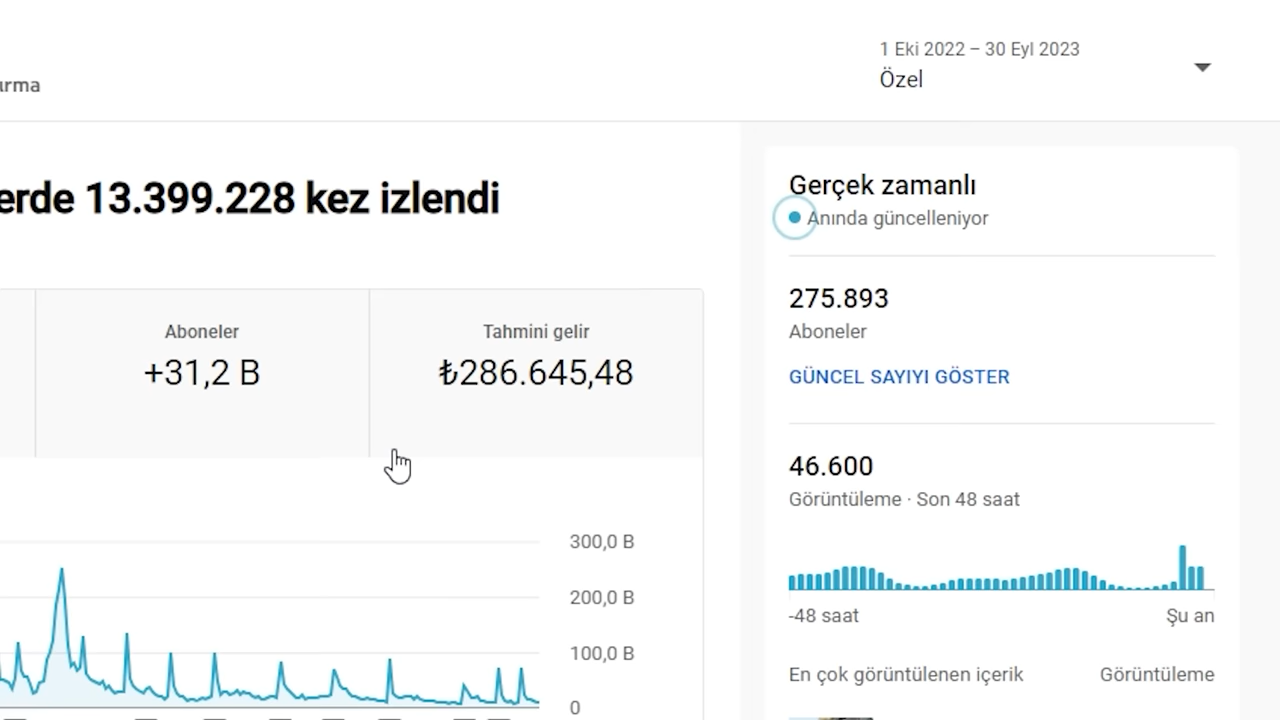 1 Eki 2022 – 30 Eyl 2023
Özel
erde 13.399.228 kez izlendi
Aboneler
+31,2 B
Tahmini gelir
₺286.645,48
300,0 B
200,0 B
100,0 B
0
Gerçek zamanlı
Anında güncelleniyor
275.893
Aboneler
GÜNCEL SAYIYI GÖSTER
46.600
Görüntüleme · Son 48 saat
-48 saat
Şu an
En çok görüntülenen içerik
Görüntüleme